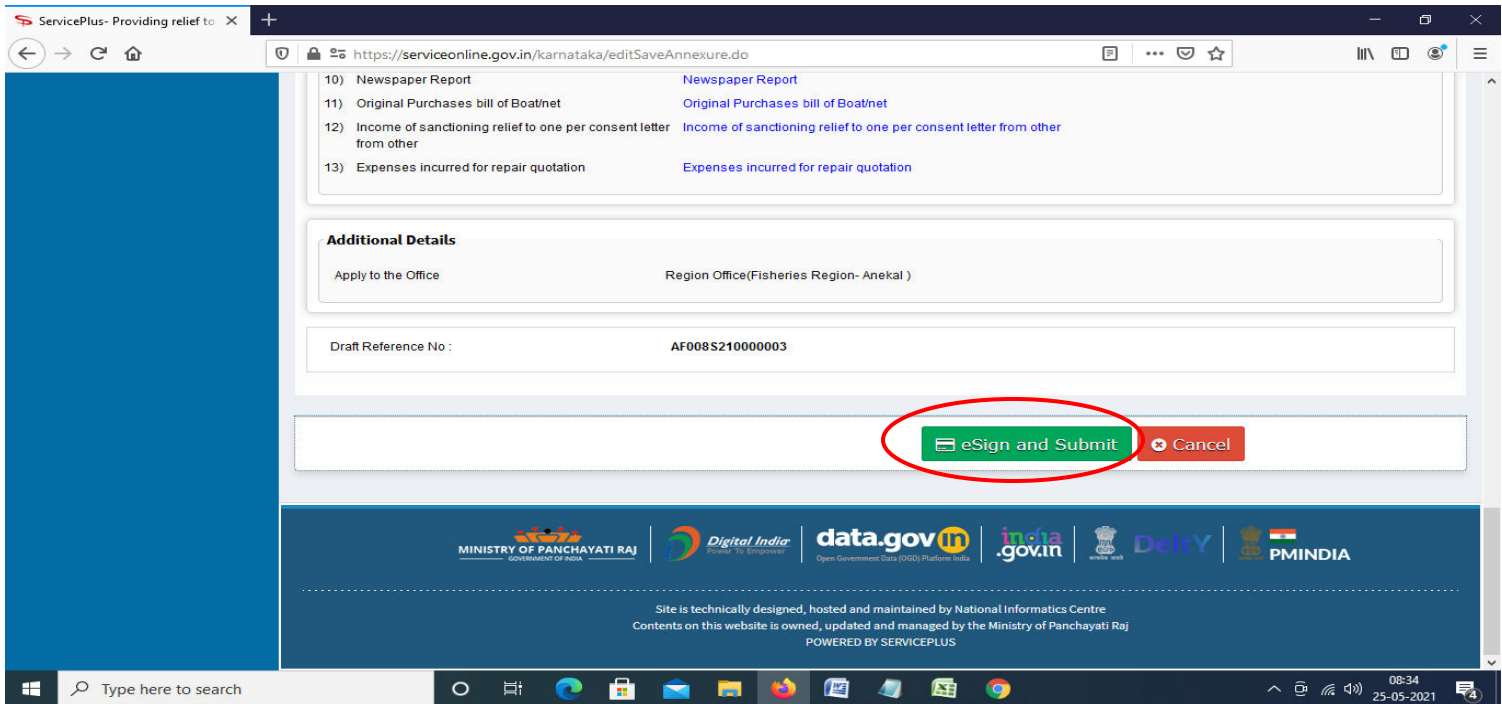 ServicePlus- Providing relief to
https://serviceonline.gov.in/karnataka/editSaveAnnexure.do
10) Newspaper Report Newspaper Report
11) Original Purchases bill of Boat/net Original Purchases bill of Boat/net
12) Income of sanctioning relief to one per consent letter Income of sanctioning relief to one per consent letter from other
from other
13) Expenses incurred for repair quotation Expenses incurred for repair quotation
Additional Details
Apply to the Office Region Office(Fisheries Region- Anekal )
Draft Reference No : AF008S210000003
eSign and Submit Cancel
MINISTRY OF PANCHAYATI RAJ
GOVERNMENT OF INDIA
Digital India
Power To Empower
data.gov in
Open Government Data (OGD) Platform India
india
.gov.in
DeitY
PMINDIA
Site is technically designed, hosted and maintained by National Informatics Centre
Contents on this website is owned, updated and managed by the Ministry of Panchayati Raj
POWERED BY SERVICEPLUS
Type here to search
08:34
25-05-2021
4